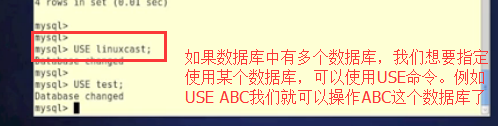 4 rows in set (0.01 sec)
mysql>
mysql>
mysql> USE linuxcast;
Database changed
mysql>
mysql> USE test;
Database changed
mysql>
如果数据库中有多个数据库，我们想要指定
使用某个数据库，可以使用USE命令。例如
USE ABC我们就可以操作ABC这个数据库了